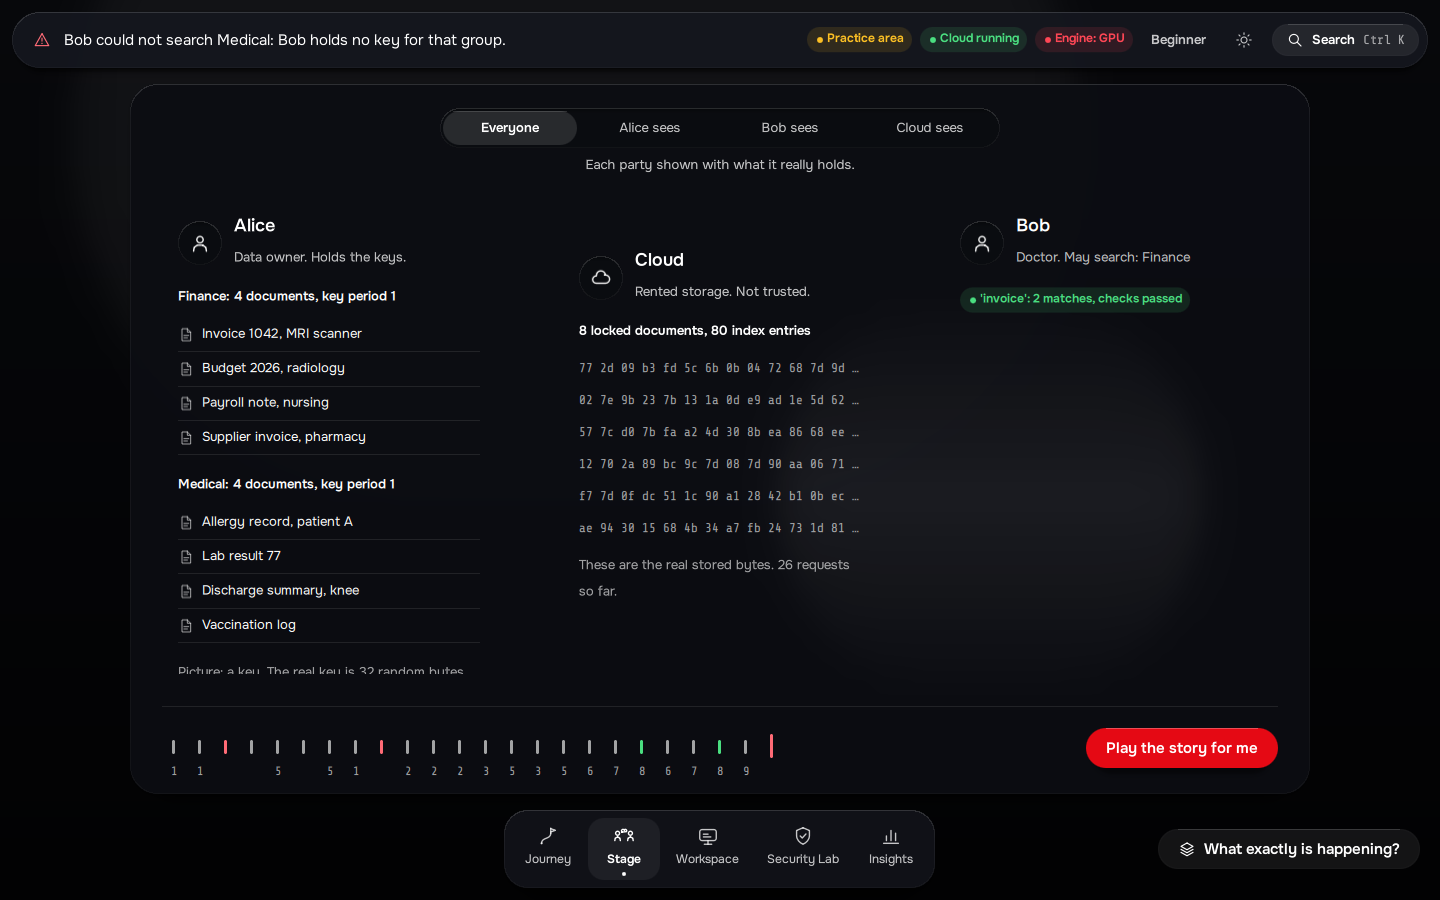 Bob could not search Medical: Bob holds no key for that group.
Practice area
Cloud running
Engine: GPU
Beginner
Search Ctrl K
Everyone
Alice sees
Bob sees
Cloud sees
Each party shown with what it really holds.
Alice
Data owner. Holds the keys.
Finance: 4 documents, key period 1
Invoice 1042, MRI scanner
Budget 2026, radiology
Payroll note, nursing
Supplier invoice, pharmacy
Medical: 4 documents, key period 1
Allergy record, patient A
Lab result 77
Discharge summary, knee
Vaccination log
Picture: a key. The real key is 32 random bytes
Cloud
Rented storage. Not trusted.
8 locked documents, 80 index entries
77 2d 09 b3 fd 5c 6b 0b 04 72 68 7d 9d …
02 7e 9b 23 7b 13 1a 0d e9 ad 1e 5d 62 …
57 7c d0 7b fa a2 4d 30 8b ea 86 68 ee …
12 70 2a 89 bc 9c 7d 08 7d 90 aa 06 71 …
f7 7d 0f dc 51 1c 90 a1 28 42 b1 0b ec …
ae 94 30 15 68 4b 34 a7 fb 24 73 1d 81 …
These are the real stored bytes. 26 requests
so far.
Bob
Doctor. May search: Finance
'invoice': 2 matches, checks passed
1 1 5 5 1 2 2 2 3 5 3 5 6 7 8 6 7 8 9
Play the story for me
Journey
Stage
Workspace
Security Lab
Insights
What exactly is happening?